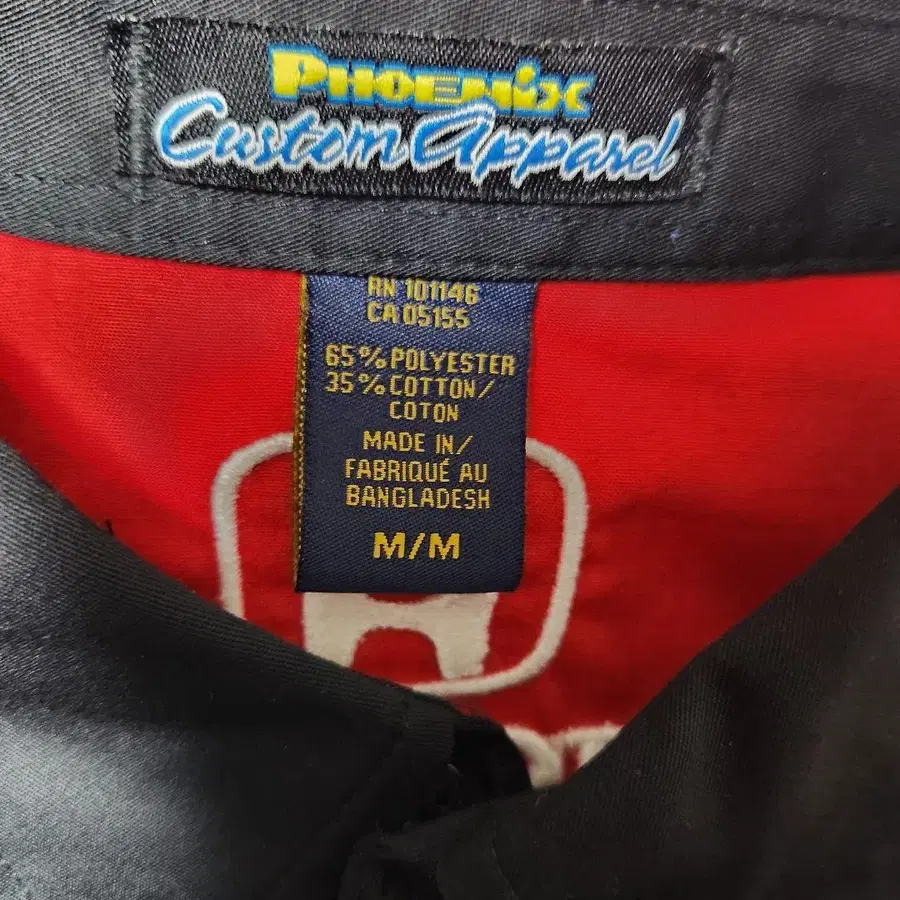 PHOENIX
Custom Apparel
RN 101146
CA 05155
65% POLYESTER
35% COTTON/
COTON
MADE IN/
FABRIQUÉ AU
BANGLADESH
M/M